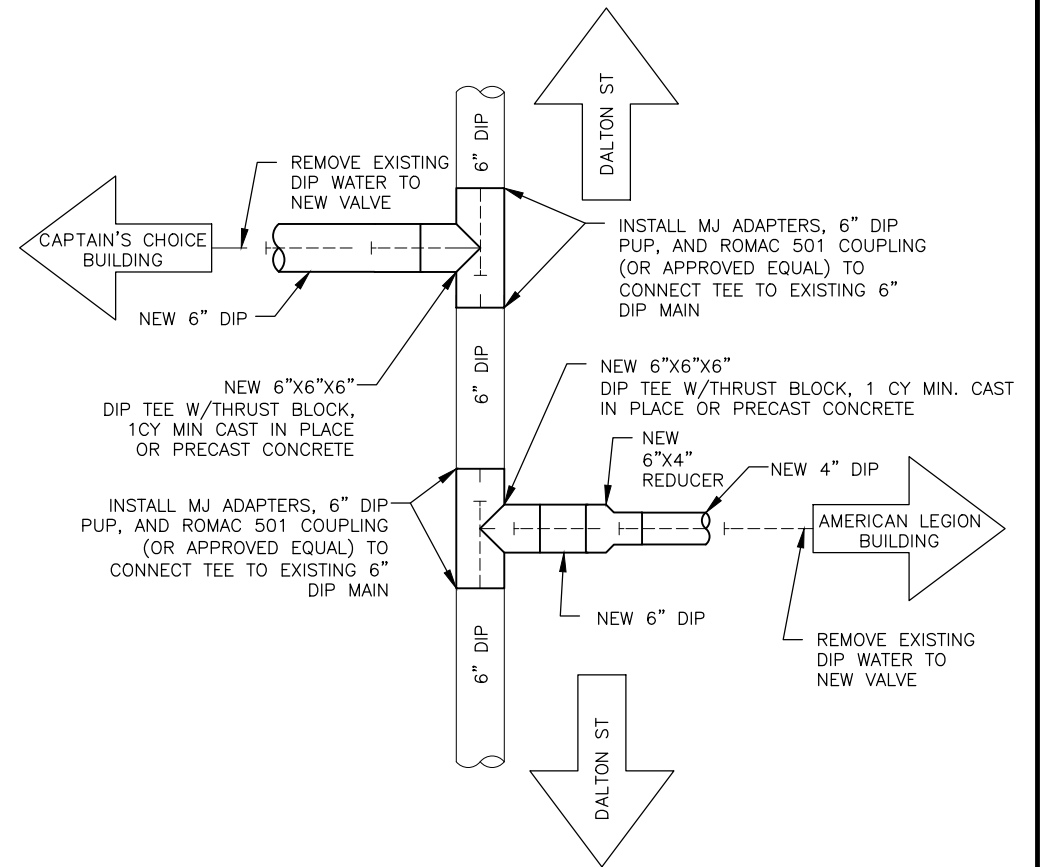 DALTON ST
6" DIP
REMOVE EXISTING
DIP WATER TO
NEW VALVE
CAPTAIN'S CHOICE
BUILDING
INSTALL MJ ADAPTERS, 6" DIP
PUP, AND ROMAC 501 COUPLING
(OR APPROVED EQUAL) TO
CONNECT TEE TO EXISTING 6"
DIP MAIN
NEW 6" DIP
6" DIP
NEW 6"X6"X6"
DIP TEE W/THRUST BLOCK,
1CY MIN CAST IN PLACE
OR PRECAST CONCRETE
NEW 6"X6"X6"
DIP TEE W/THRUST BLOCK, 1 CY MIN. CAST
IN PLACE OR PRECAST CONCRETE
NEW
6"X4"
REDUCER
NEW 4" DIP
INSTALL MJ ADAPTERS, 6" DIP
PUP, AND ROMAC 501 COUPLING
(OR APPROVED EQUAL) TO
CONNECT TEE TO EXISTING 6"
DIP MAIN
AMERICAN LEGION
BUILDING
NEW 6" DIP
6" DIP
REMOVE EXISTING
DIP WATER TO
NEW VALVE
DALTON ST